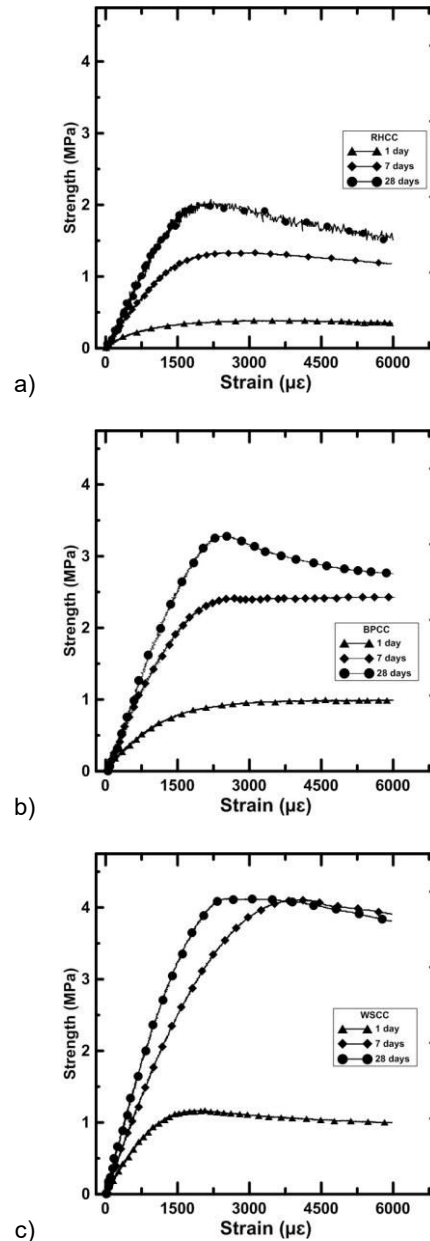 4
3
2
1
0
Strength (MPa)
RHCC
1 day
7 days
28 days
0 1500 3000 4500 6000
Strain (με)
a)
4
3
2
1
0
Strength (MPa)
BPCC
1 day
7 days
28 days
0 1500 3000 4500 6000
Strain (με)
b)
4
3
2
1
0
Strength (MPa)
WSCC
1 day
7 days
28 days
0 1500 3000 4500 6000
Strain (με)
c)